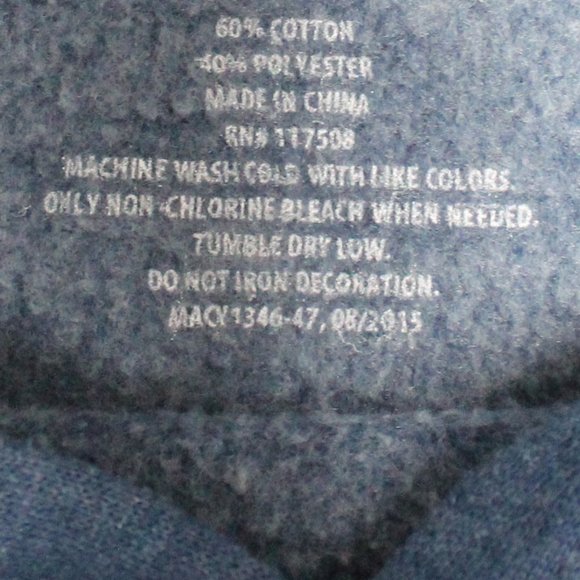 60% COTTON
40% POLYESTER
MADE IN CHINA
RN# 117508
MACHINE WASH COLD WITH LIKE COLORS.
ONLY NON-CHLORINE BLEACH WHEN NEEDED.
TUMBLE DRY LOW.
DO NOT IRON DECORATION.
MACY1346-47, 08/2015